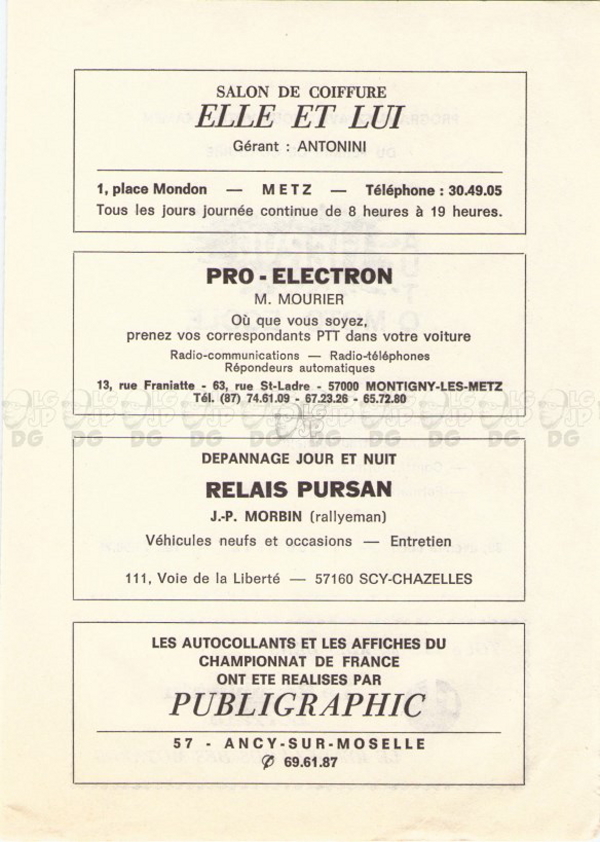 SALON DE COIFFURE
ELLE ET LUI
Gérant : ANTONINI
1, place Mondon — METZ — Téléphone : 30.49.05
Tous les jours journée continue de 8 heures à 19 heures.
PRO - ELECTRON
M. MOURIER
Où que vous soyez,
prenez vos correspondants PTT dans votre voiture
Radio-communications — Radio-téléphones
Répondeurs automatiques
13, rue Franiatte - 63, rue St-Ladre - 57000 MONTIGNY-LES-METZ
Tél. (87) 74.61.09 - 67.23.26 - 65.72.80
LG JP DG
DEPANNAGE JOUR ET NUIT
RELAIS PURSAN
J.-P. MORBIN (rallyeman)
Véhicules neufs et occasions — Entretien
111, Voie de la Liberté — 57160 SCY-CHAZELLES
LES AUTOCOLLANTS ET LES AFFICHES DU
CHAMPIONNAT DE FRANCE
ONT ETE REALISES PAR
PUBLIGRAPHIC
57 - ANCY-SUR-MOSELLE
69.61.87